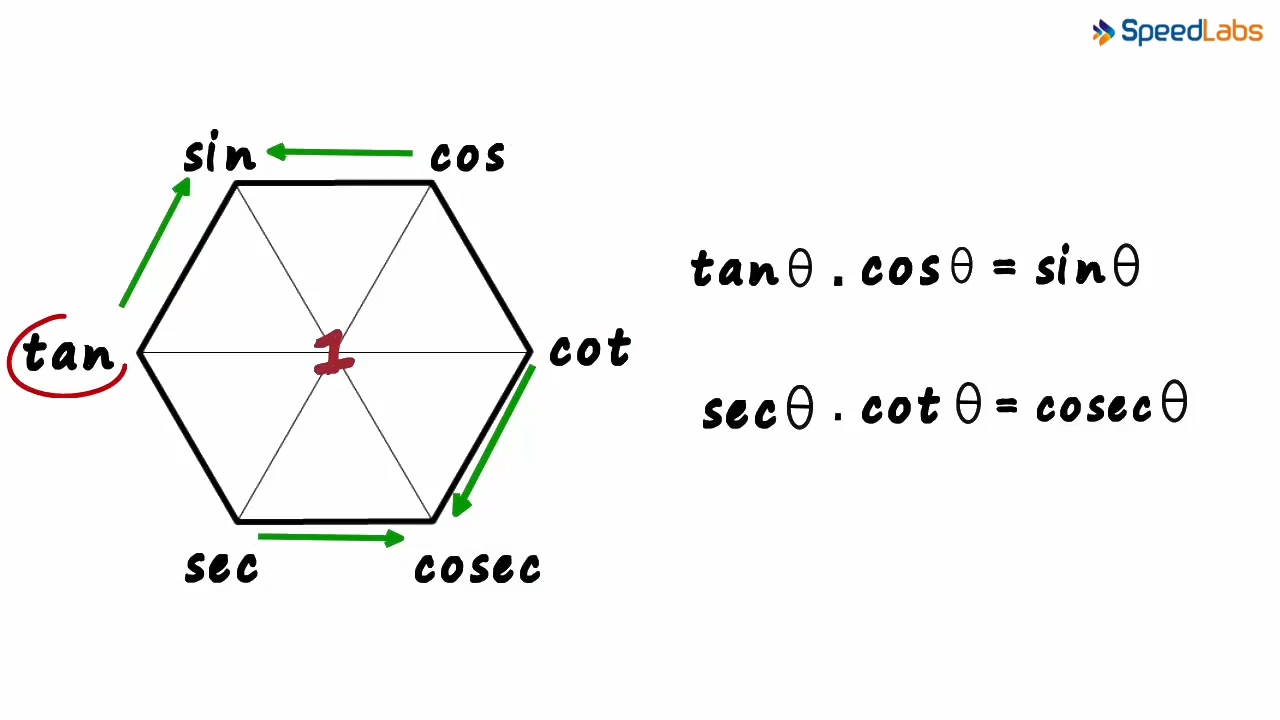 SpeedLabs
sin cos
tan 1 cot
sec cosec
tanθ . cosθ = sinθ
secθ . cotθ = cosecθ